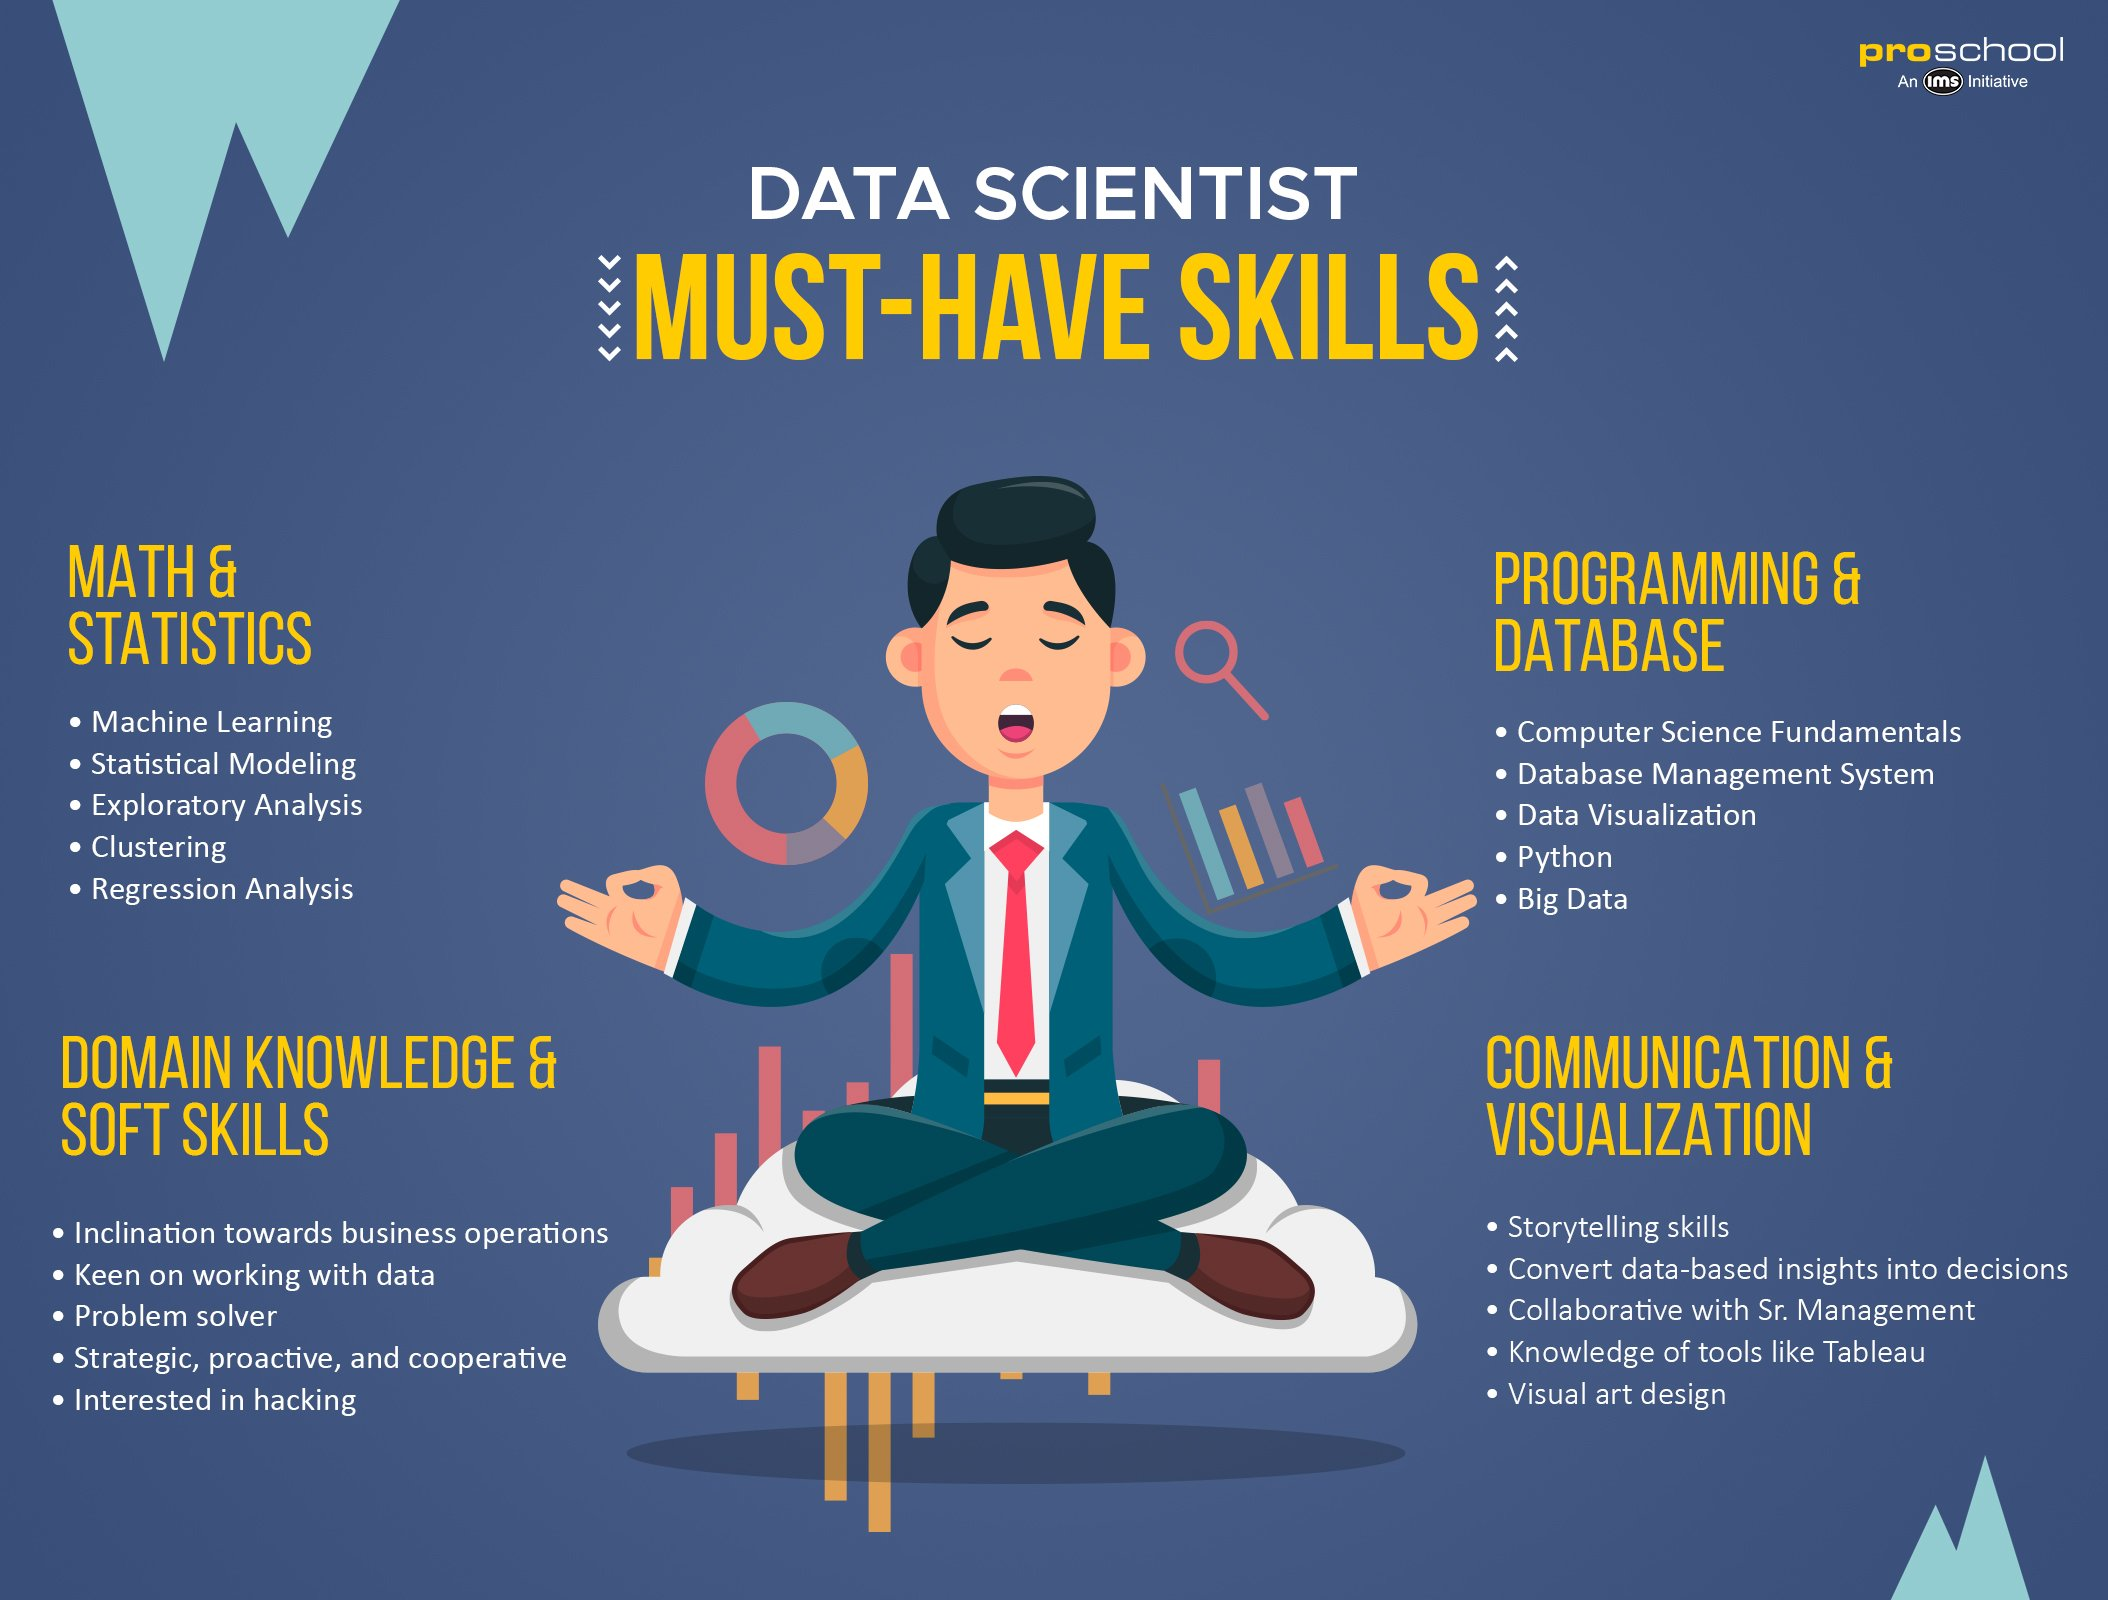 proschool
An ims Initiative
DATA SCIENTIST
MUST-HAVE SKILLS
MATH &
STATISTICS
• Machine Learning
• Statistical Modeling
• Exploratory Analysis
• Clustering
• Regression Analysis
PROGRAMMING &
DATABASE
• Computer Science Fundamentals
• Database Management System
• Data Visualization
• Python
• Big Data
DOMAIN KNOWLEDGE &
SOFT SKILLS
• Inclination towards business operations
• Keen on working with data
• Problem solver
• Strategic, proactive, and cooperative
• Interested in hacking
COMMUNICATION &
VISUALIZATION
• Storytelling skills
• Convert data-based insights into decisions
• Collaborative with Sr. Management
• Knowledge of tools like Tableau
• Visual art design